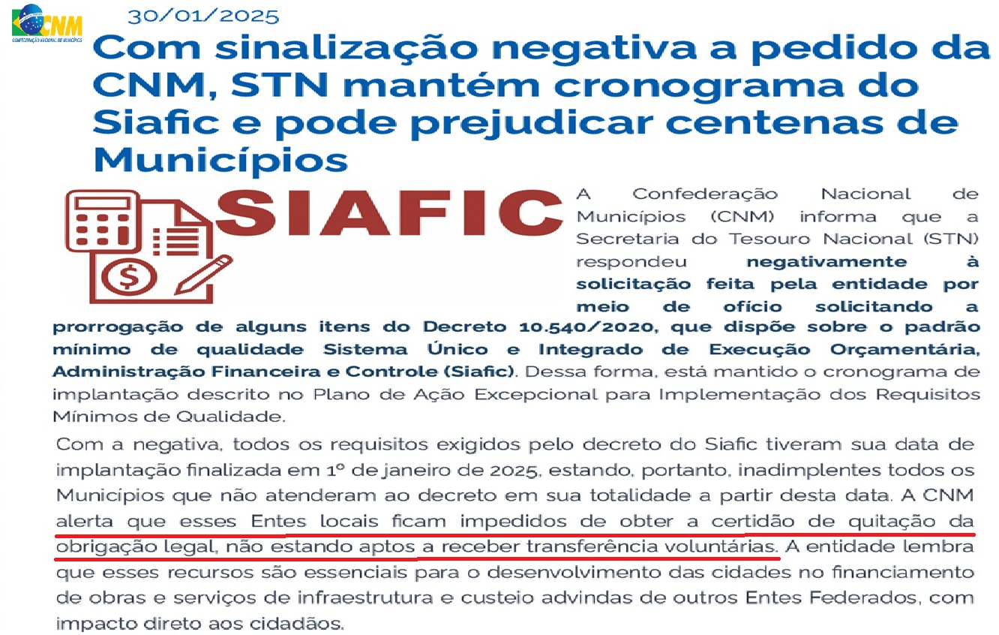 CNM
CONFEDERAÇÃO NACIONAL DE MUNICÍPIOS
30/01/2025
Com sinalização negativa a pedido da
CNM, STN mantém cronograma do
Siafic e pode prejudicar centenas de
Municípios
SIAFIC
$
A Confederação Nacional de
Municípios (CNM) informa que a
Secretaria do Tesouro Nacional (STN)
respondeu negativamente à
solicitação feita pela entidade por
meio de ofício solicitando a
prorrogação de alguns itens do Decreto 10.540/2020, que dispõe sobre o padrão
mínimo de qualidade Sistema Único e Integrado de Execução Orçamentária,
Administração Financeira e Controle (Siafic). Dessa forma, está mantido o cronograma de
implantação descrito no Plano de Ação Excepcional para Implementação dos Requisitos
Mínimos de Qualidade.
Com a negativa, todos os requisitos exigidos pelo decreto do Siafic tiveram sua data de
implantação finalizada em 1º de janeiro de 2025, estando, portanto, inadimplentes todos os
Municípios que não atenderam ao decreto em sua totalidade a partir desta data. A CNM
alerta que esses Entes locais ficam impedidos de obter a certidão de quitação da
obrigação legal, não estando aptos a receber transferência voluntárias. A entidade lembra
que esses recursos são essenciais para o desenvolvimento das cidades no financiamento
de obras e serviços de infraestrutura e custeio advindas de outros Entes Federados, com
impacto direto aos cidadãos.